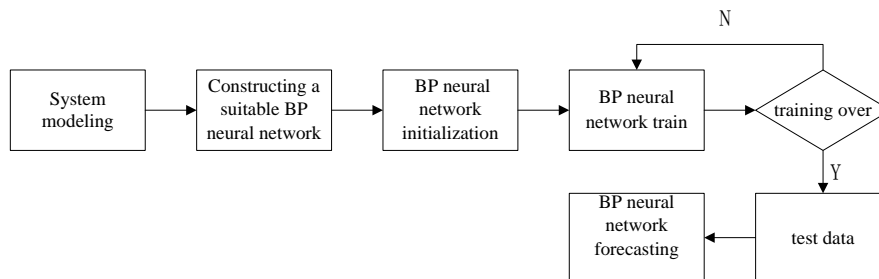 N
System
modeling
Constructing a
suitable BP
neural network
BP neural
network
initialization
BP neural
network train
training over
Y
BP neural
network
forecasting
test data